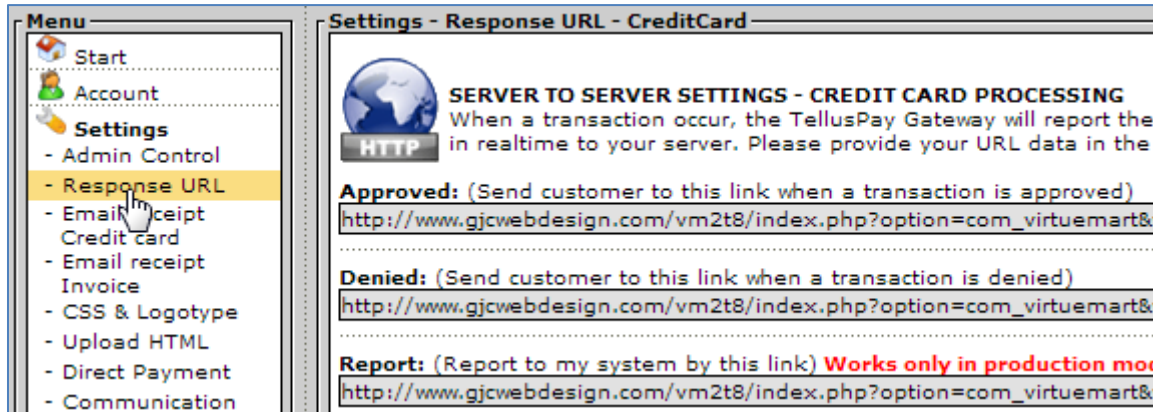 Menu
Start
Account
Settings
- Admin Control
- Response URL
- Email receipt
Credit card
- Email receipt
Invoice
- CSS & Logotype
- Upload HTML
- Direct Payment
- Communication
Settings - Response URL - CreditCard
HTTP
SERVER TO SERVER SETTINGS - CREDIT CARD PROCESSING
When a transaction occur, the TellusPay Gateway will report the
in realtime to your server. Please provide your URL data in the
Approved: (Send customer to this link when a transaction is approved)
http://www.gjcwebdesign.com/vm2t8/index.php?option=com_virtuemart&
Denied: (Send customer to this link when a transaction is denied)
http://www.gjcwebdesign.com/vm2t8/index.php?option=com_virtuemart&
Report: (Report to my system by this link) Works only in production mod
http://www.gjcwebdesign.com/vm2t8/index.php?option=com_virtuemart&